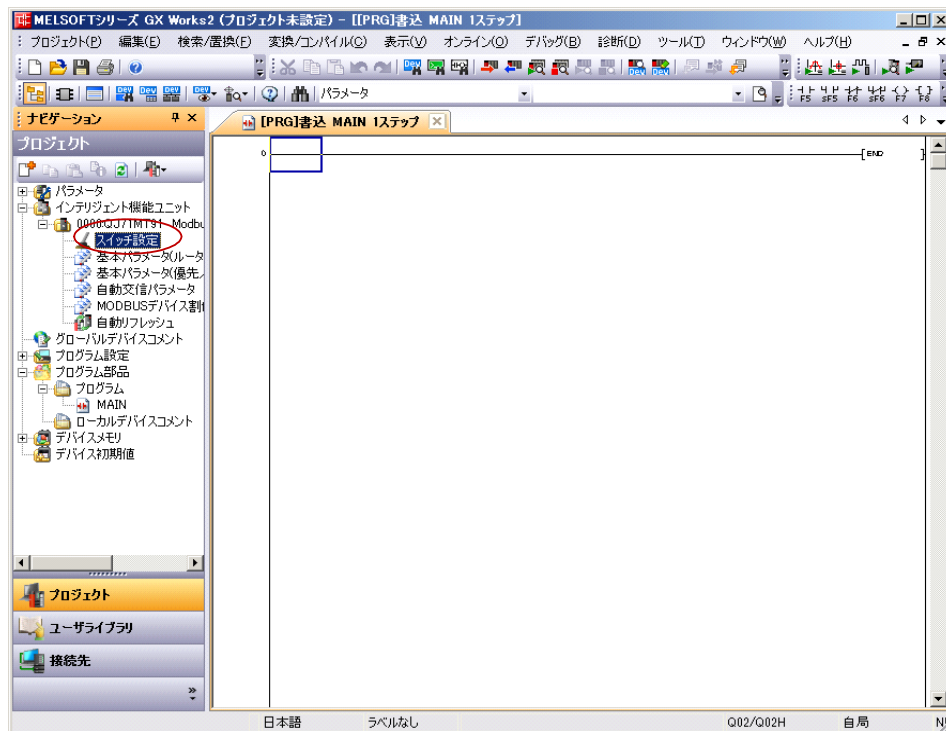 MELSOFTシリーズ GX Works2 (プロジェクト未設定) - [[PRG]書込 MAIN 1ステップ]
プロジェクト(P) 編集(E) 検索/置換(F) 変換/コンパイル(C) 表示(V) オンライン(O) デバッグ(B) 診断(D) ツール(T) ウィンドウ(W) ヘルプ(H)
パラメータ
F5 sF5 F6 sF6 F7 F8
ナビゲーション
[PRG]書込 MAIN 1ステップ
プロジェクト
0
END
パラメータ
インテリジェント機能ユニット
0000:QJ71MT91 Modbu
スイッチ設定
基本パラメータ(ルータ
基本パラメータ(優先ノ
自動交信パラメータ
MODBUSデバイス割
自動リフレッシュ
グローバルデバイスコメント
プログラム設定
プログラム部品
プログラム
MAIN
ローカルデバイスコメント
デバイスメモリ
デバイス初期値
プロジェクト
ユーザライブラリ
接続先
日本語 ラベルなし Q02/Q02H 自局